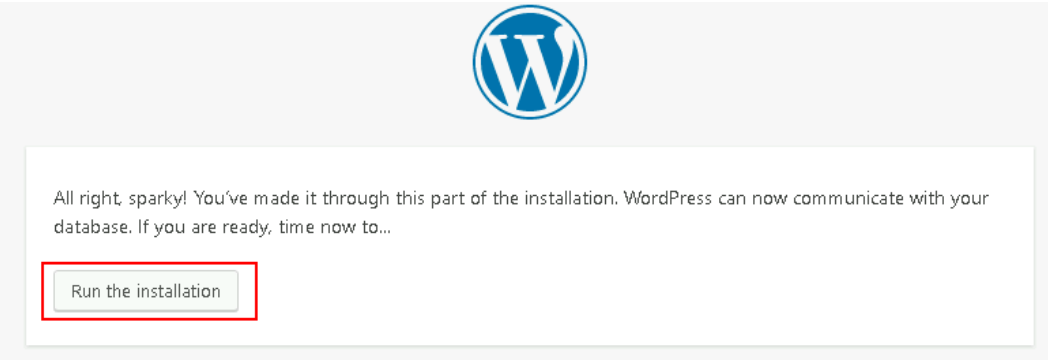 All right, sparky! You've made it through this part of the installation. WordPress can now communicate with your
database. If you are ready, time now to...
Run the installation